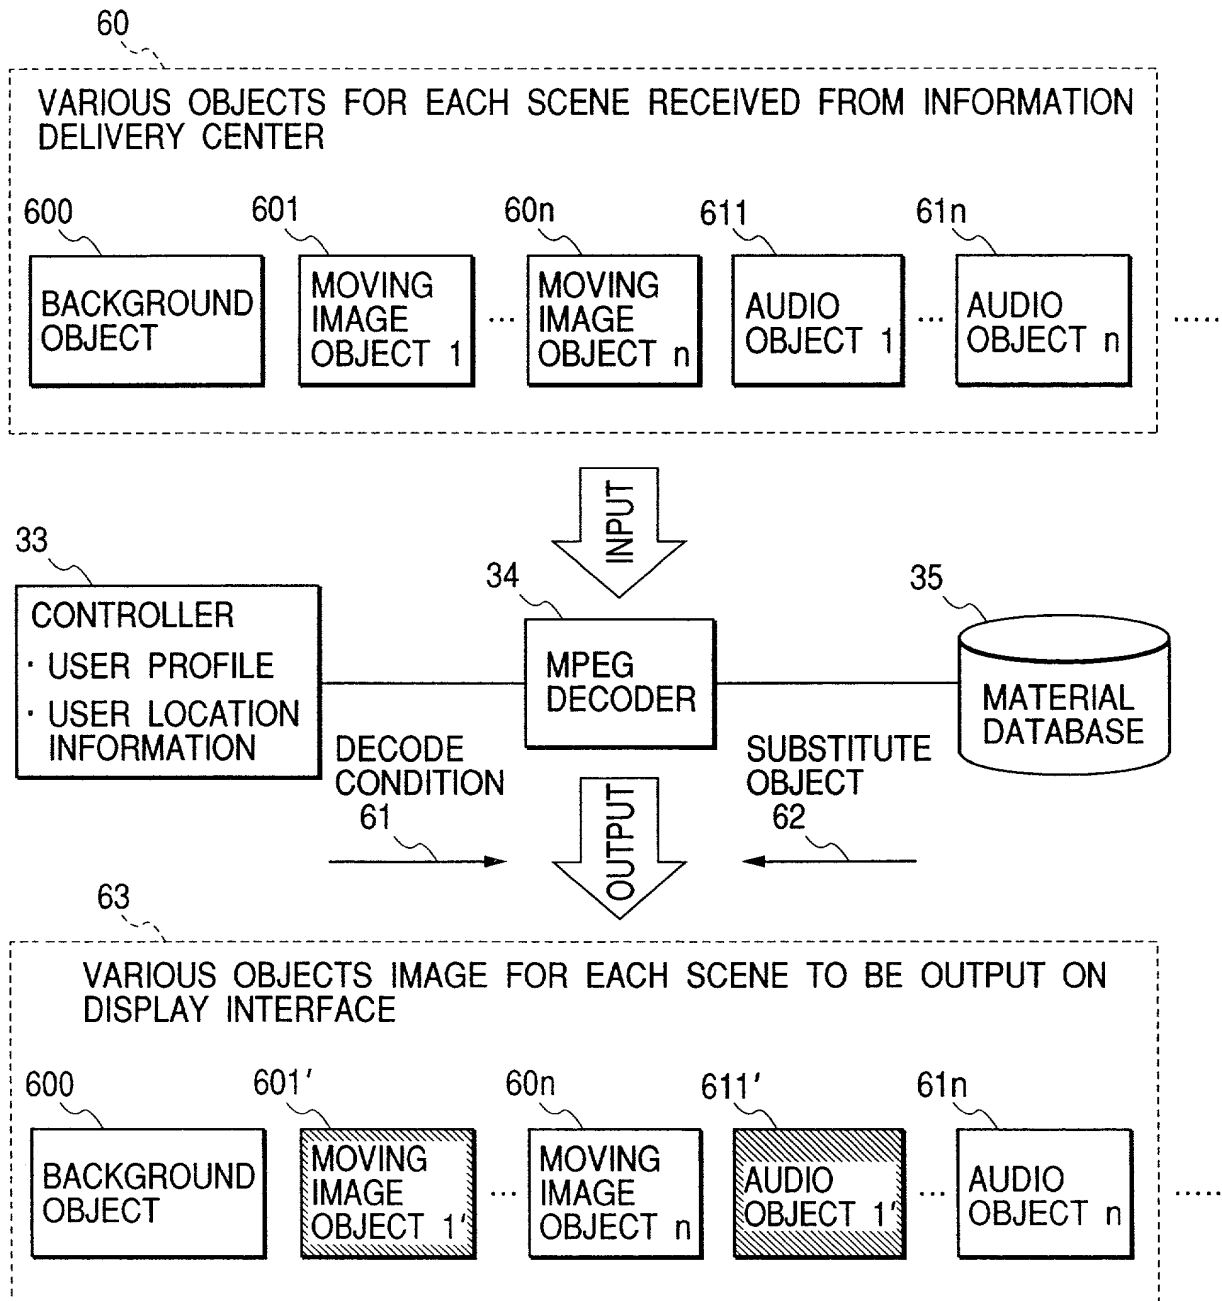 60
VARIOUS OBJECTS FOR EACH SCENE RECEIVED FROM INFORMATION
DELIVERY CENTER
600
BACKGROUND
OBJECT
601
MOVING
IMAGE
OBJECT 1
...
60n
MOVING
IMAGE
OBJECT n
611
AUDIO
OBJECT 1
...
61n
AUDIO
OBJECT n
.....
INPUT
33
CONTROLLER
· USER PROFILE
· USER LOCATION
INFORMATION
34
MPEG
DECODER
35
MATERIAL
DATABASE
DECODE
CONDITION
61
OUTPUT
SUBSTITUTE
OBJECT
62
63
VARIOUS OBJECTS IMAGE FOR EACH SCENE TO BE OUTPUT ON
DISPLAY INTERFACE
600
BACKGROUND
OBJECT
601'
MOVING
IMAGE
OBJECT 1'
...
60n
MOVING
IMAGE
OBJECT n
611'
AUDIO
OBJECT 1'
...
61n
AUDIO
OBJECT n
.....